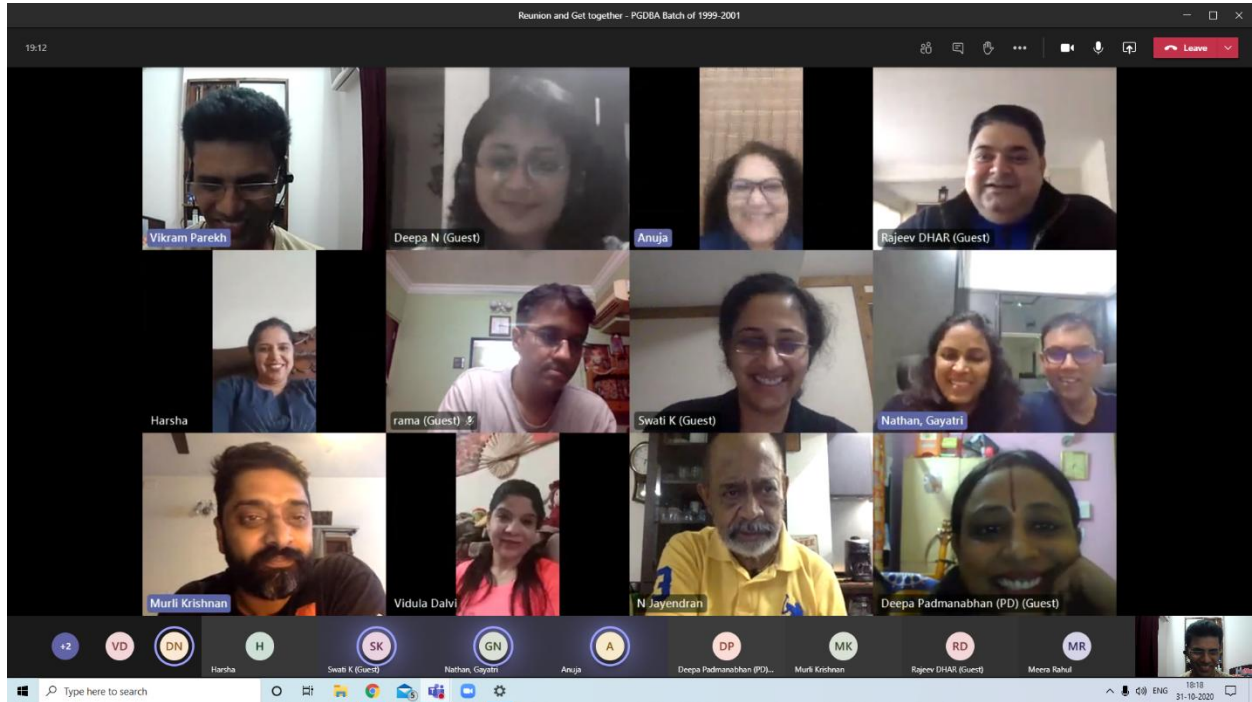 Reunion and Get together - PGDBA Batch of 1999-2001
19:12
Leave
Vikram Parekh
Deepa N (Guest)
Anuja
Rajeev DHAR (Guest)
Harsha
rama (Guest)
Swati K (Guest)
Nathan, Gayatri
Murli Krishnan
Vidula Dalvi
N Jayendran
Deepa Padmanabhan (PD) (Guest)
+2
VD
DN
H
Harsha
SK
Swati K (Guest)
GN
Nathan, Gayatri
A
Anuja
DP
Deepa Padmanabhan (PD)...
MK
Murli Krishnan
RD
Rajeev DHAR (Guest)
MR
Meera Rahul
Type here to search
ENG
18:18
31-10-2020